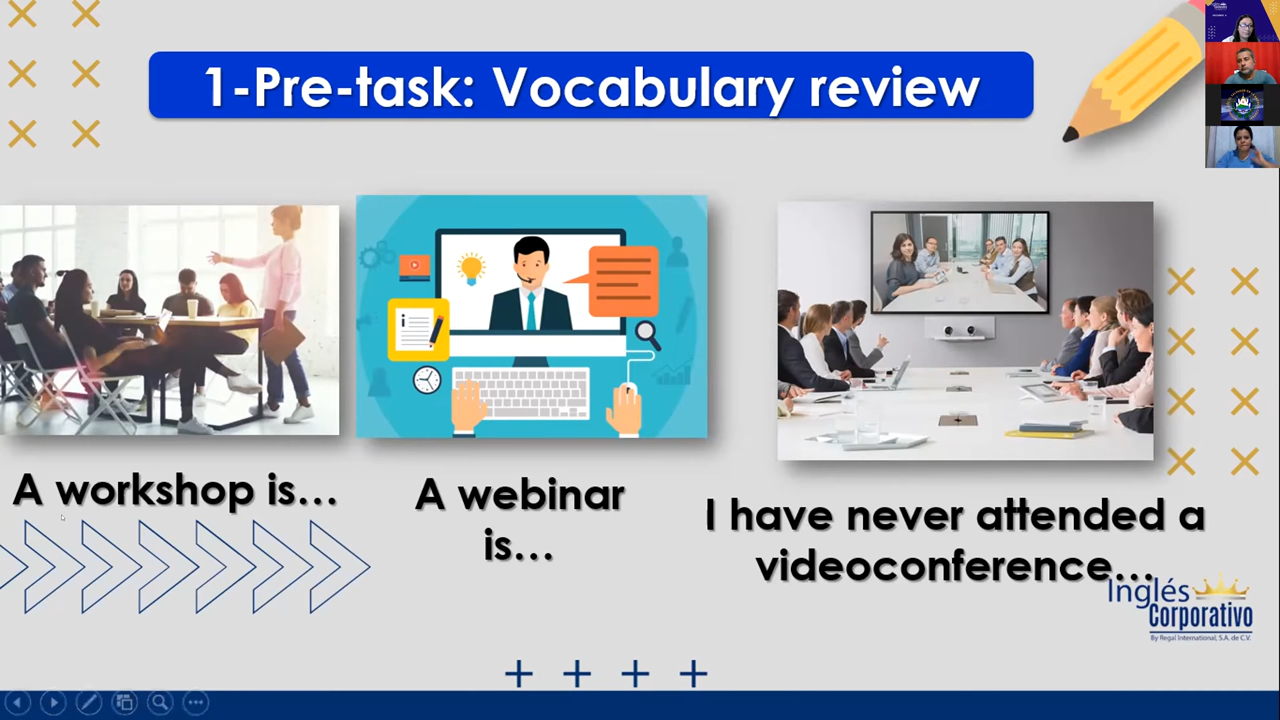 1-Pre-task: Vocabulary review
A workshop is...
A webinar
is...
I have never attended a
videoconference...
Inglés
Corporativo
By Regal International, S.A. de C.V.